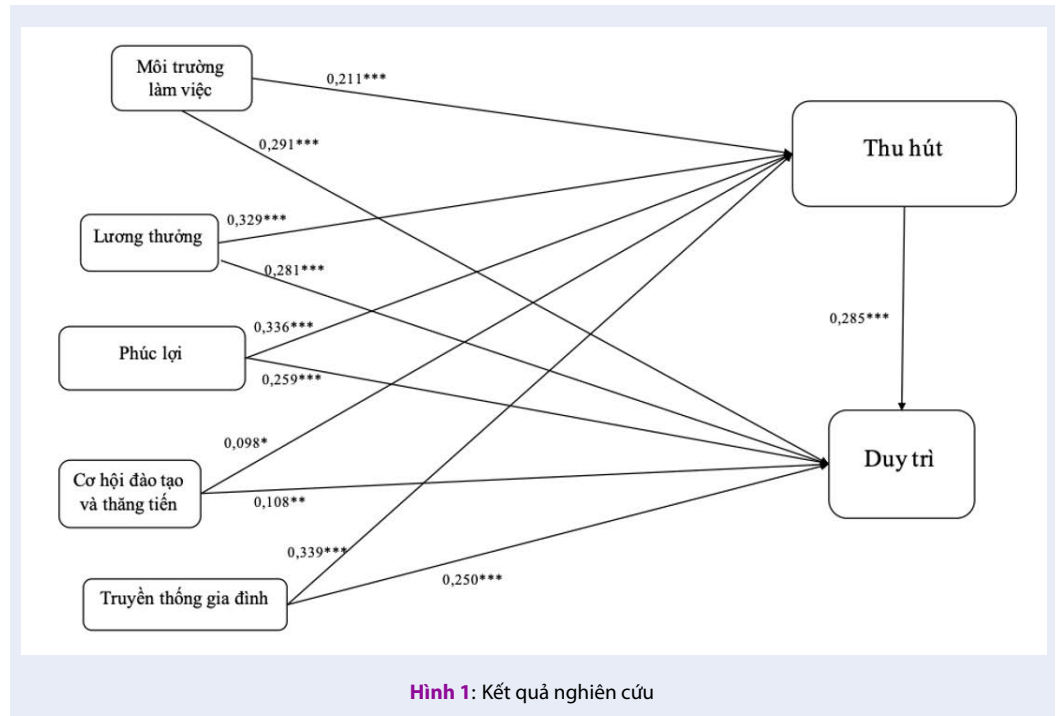 Môi trường
làm việc
0,211***
Thu hút
0,291***
Lương thưởng
0,329***
0,281***
Phúc lợi
0,336***
0,259***
0,285***
Cơ hội đào tạo
và thăng tiến
0,098*
0,108**
Duy trì
Truyền thống gia đình
0,339***
0,250***
Hình 1: Kết quả nghiên cứu